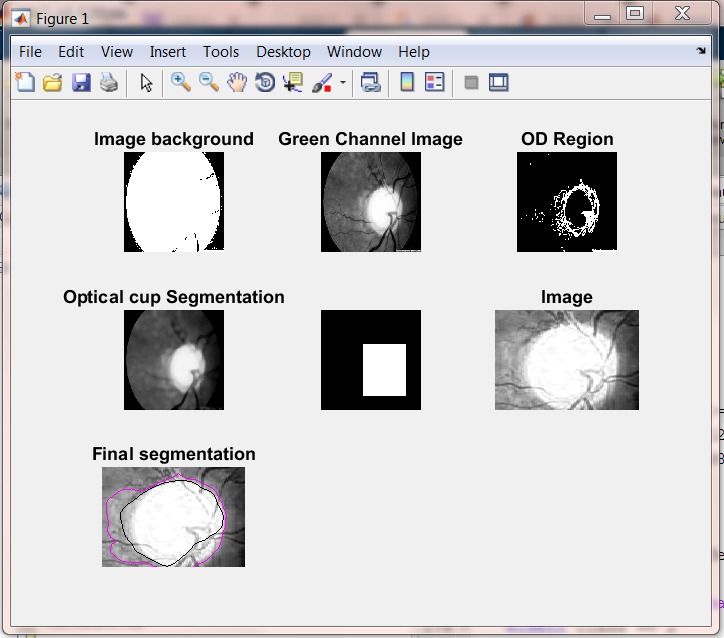 Figure 1
File Edit View Insert Tools Desktop Window Help
Image background Green Channel Image OD Region
Optical cup Segmentation Image
Final segmentation